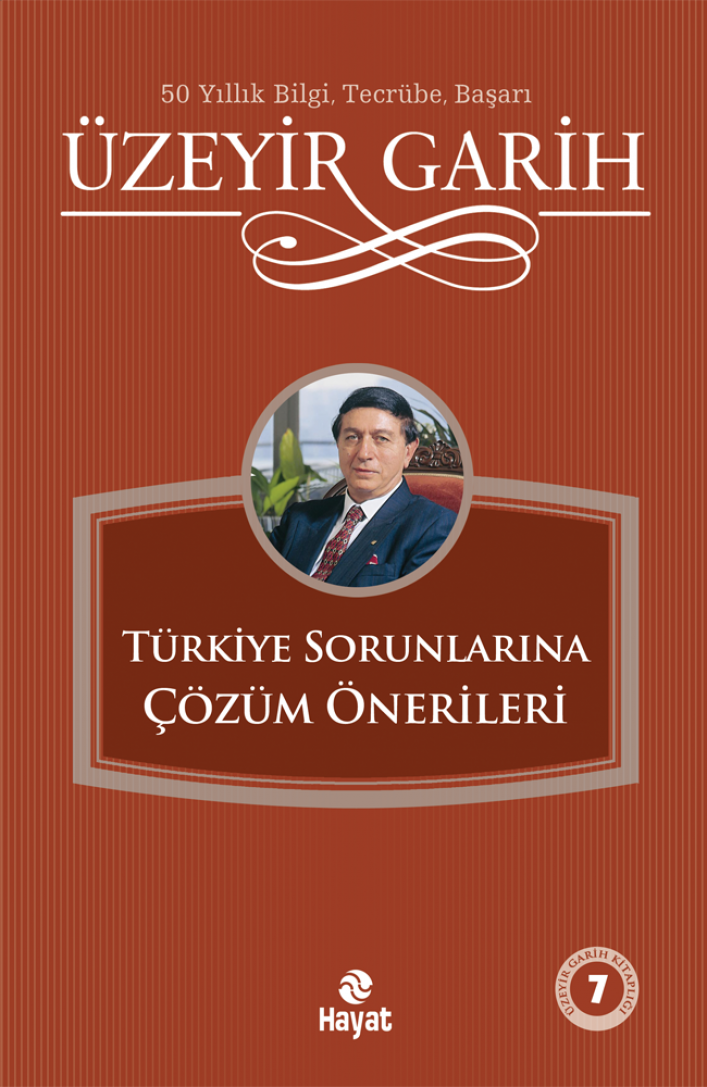 50 Yıllık Bilgi, Tecrübe, Başarı
ÜZEYİR GARİH
TÜRKİYE SORUNLARINA
ÇÖZÜM ÖNERİLERİ
Hayat
ÜZEYİR GARİH KİTAPLIĞI
7